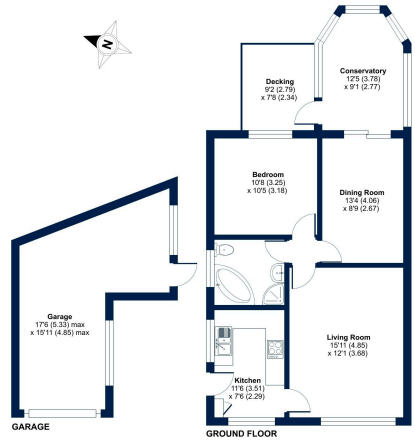 N
Decking
9'2 (2.79)
x 7'8 (2.34)
Conservatory
12'5 (3.78)
x 9'1 (2.77)
Bedroom
10'8 (3.25)
x 10'5 (3.18)
Dining Room
13'4 (4.06)
x 8'9 (2.67)
Garage
17'6 (5.33) max
x 15'11 (4.85) max
Living Room
15'11 (4.85)
x 12'1 (3.68)
Kitchen
11'6 (3.51)
x 7'6 (2.29)
GARAGE
GROUND FLOOR